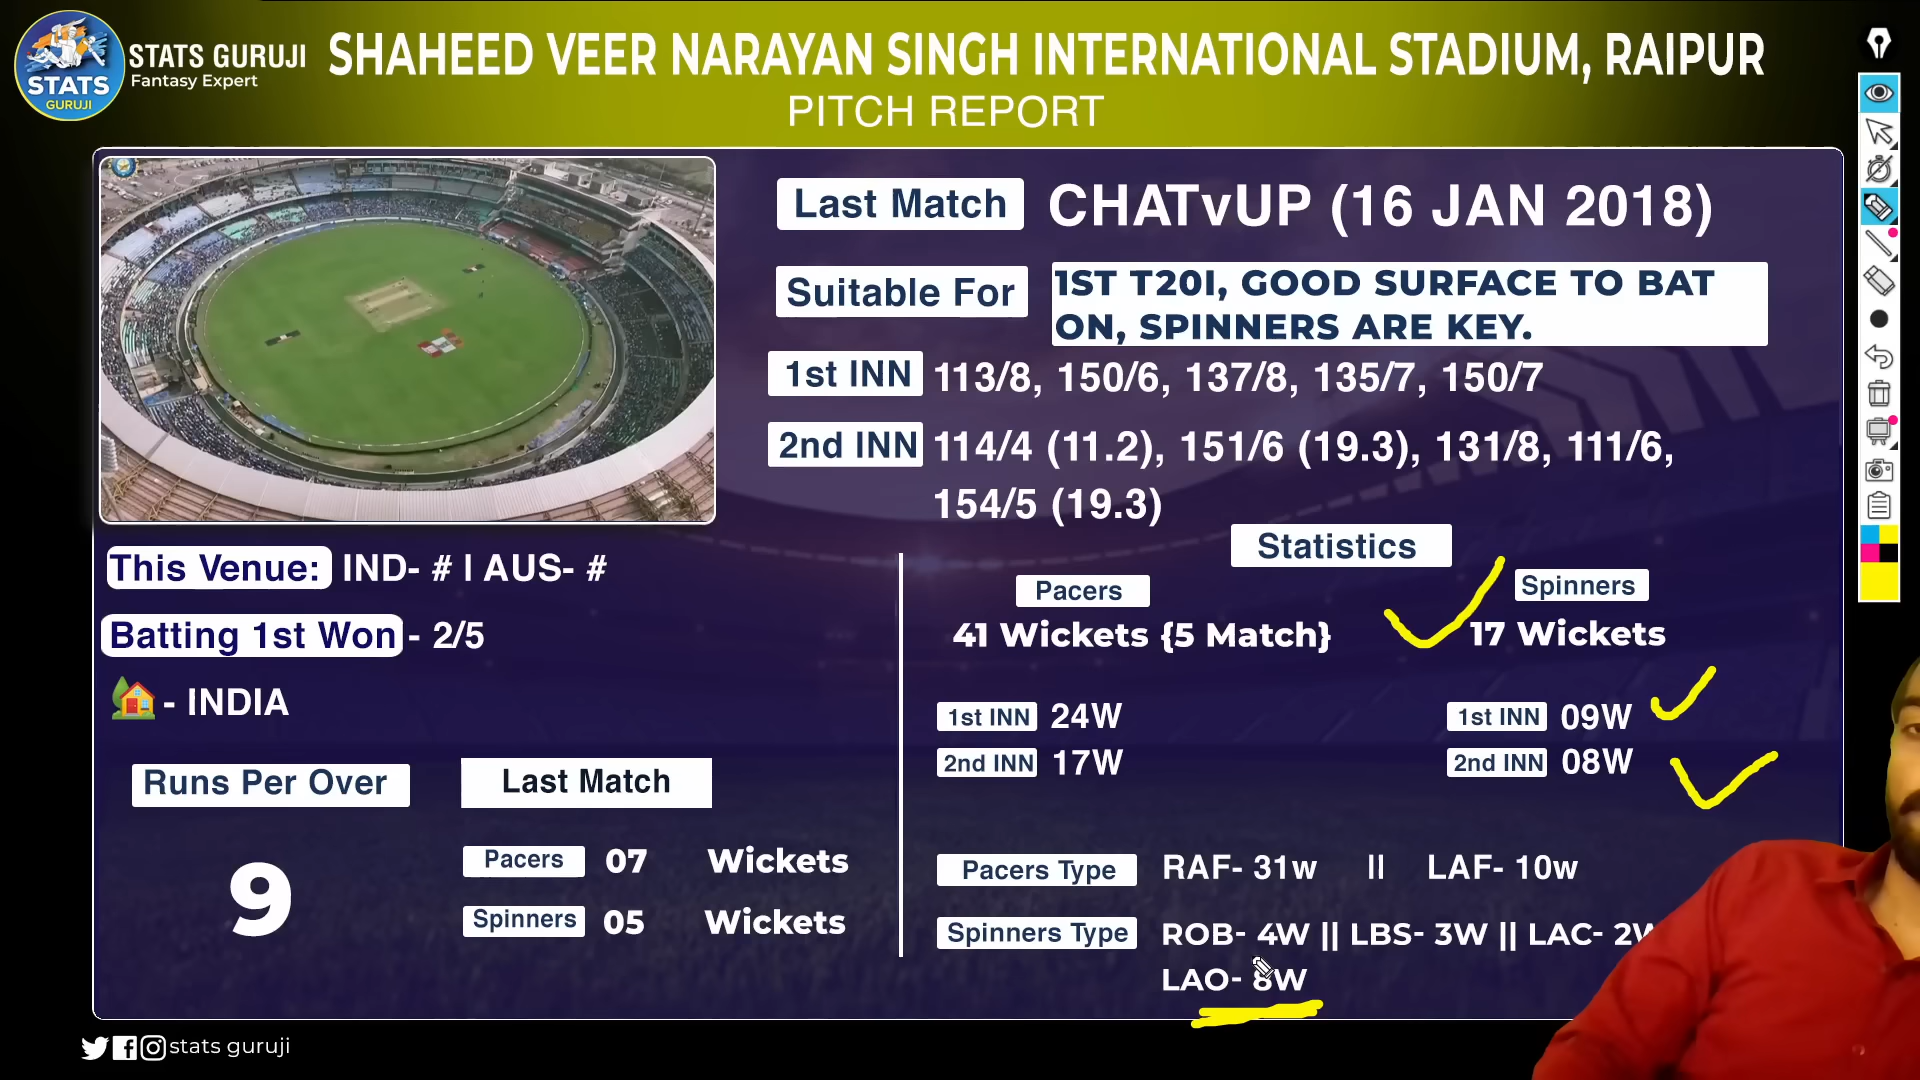 STATS GURUJI
STATS GURUJI
Fantasy Expert
SHAHEED VEER NARAYAN SINGH INTERNATIONAL STADIUM, RAIPUR
PITCH REPORT
Last Match CHATvUP (16 JAN 2018)
Suitable For 1ST T20I, GOOD SURFACE TO BAT
ON, SPINNERS ARE KEY.
1st INN 113/8, 150/6, 137/8, 135/7, 150/7
2nd INN 114/4 (11.2), 151/6 (19.3), 131/8, 111/6,
154/5 (19.3)
This Venue: IND- # I AUS- #
Batting 1st Won - 2/5
- INDIA
Runs Per Over
9
Last Match
Pacers 07 Wickets
Spinners 05 Wickets
Statistics
Pacers Spinners
41 Wickets {5 Match} 17 Wickets
1st INN 24W 1st INN 09W
2nd INN 17W 2nd INN 08W
Pacers Type RAF- 31w II LAF- 10w
Spinners Type ROB- 4W || LBS- 3W || LAC- 2W
LAO- 8W
stats guruji